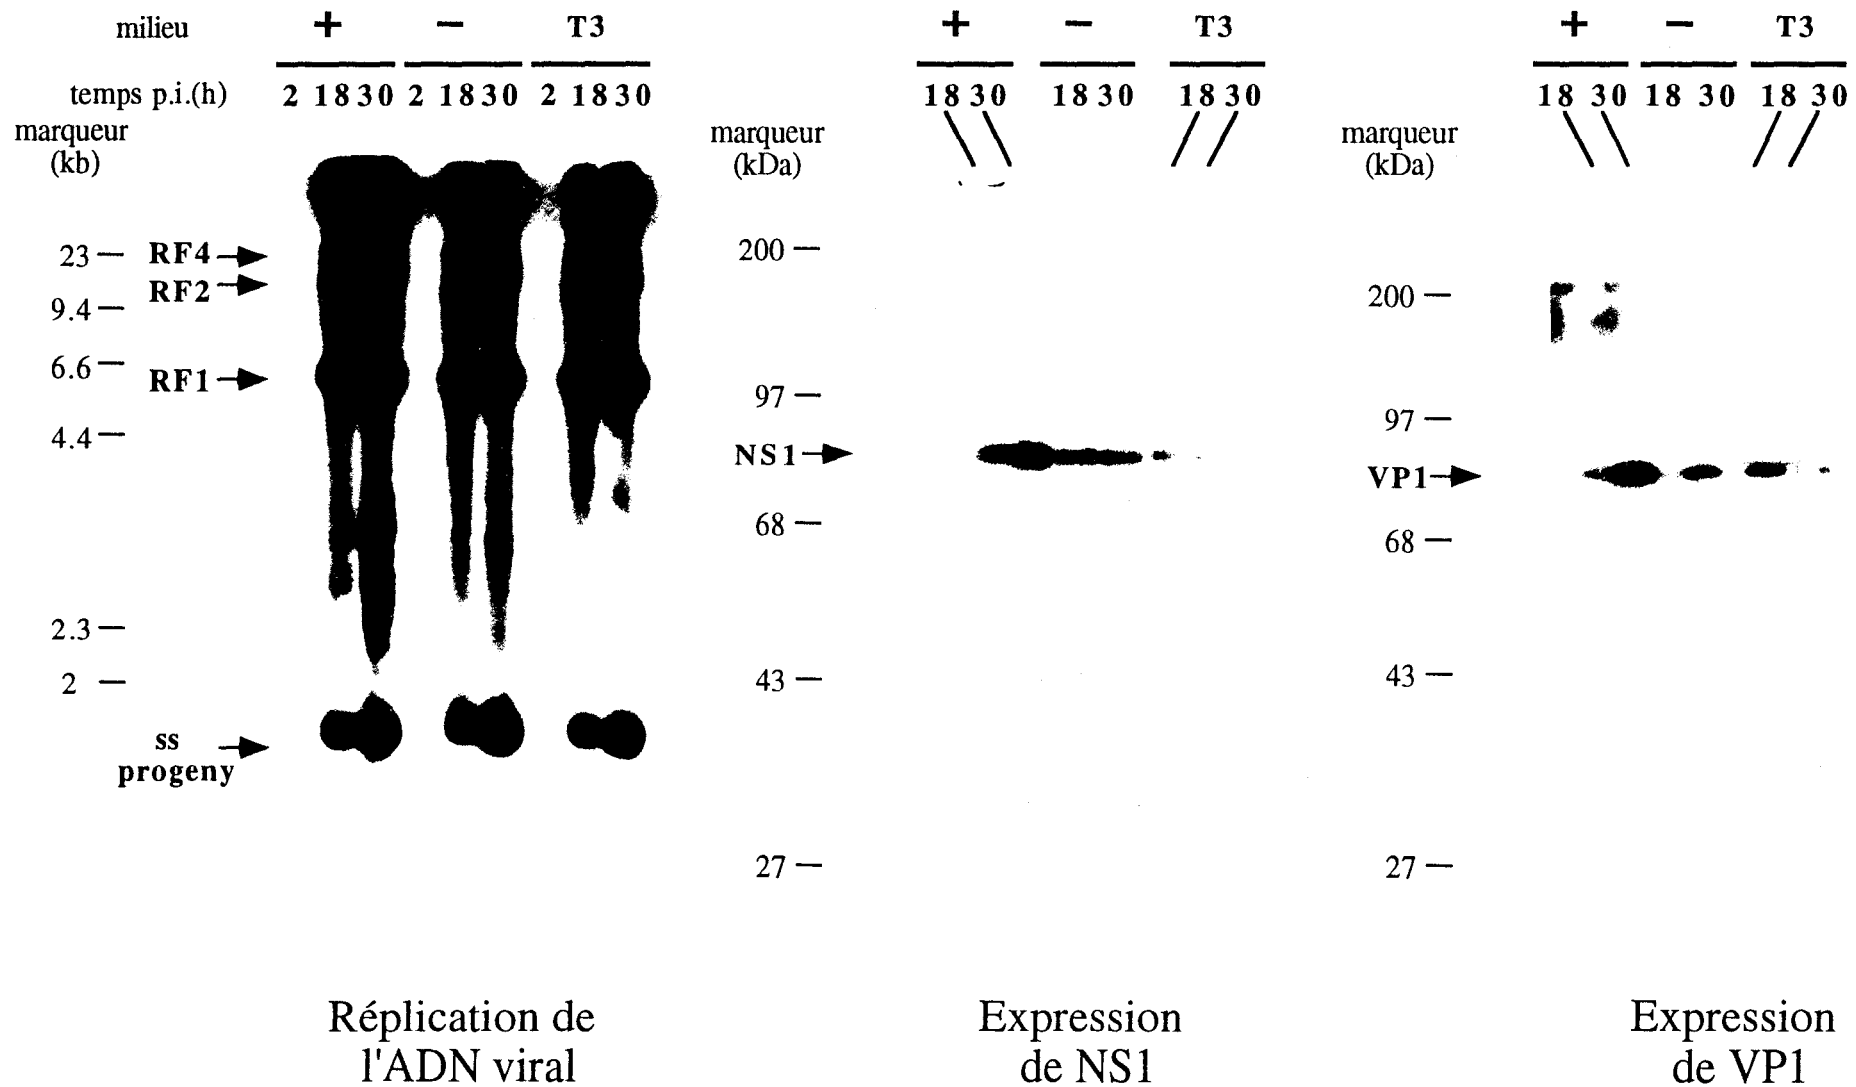 milieu + − T3 + − T3 + − T3
temps p.i.(h) 2 18 30 2 18 30 2 18 30 18 30 18 30 18 30 18 30 18 30 18 30
marqueur
(kb)
23
RF4
RF2
9.4
6.6
RF1
4.4
2.3
2
ss
progeny
Réplication de
l'ADN viral
marqueur
(kDa)
200
97
NS1
68
43
27
Expression
de NS1
marqueur
(kDa)
200
97
VP1
68
43
27
Expression
de VP1